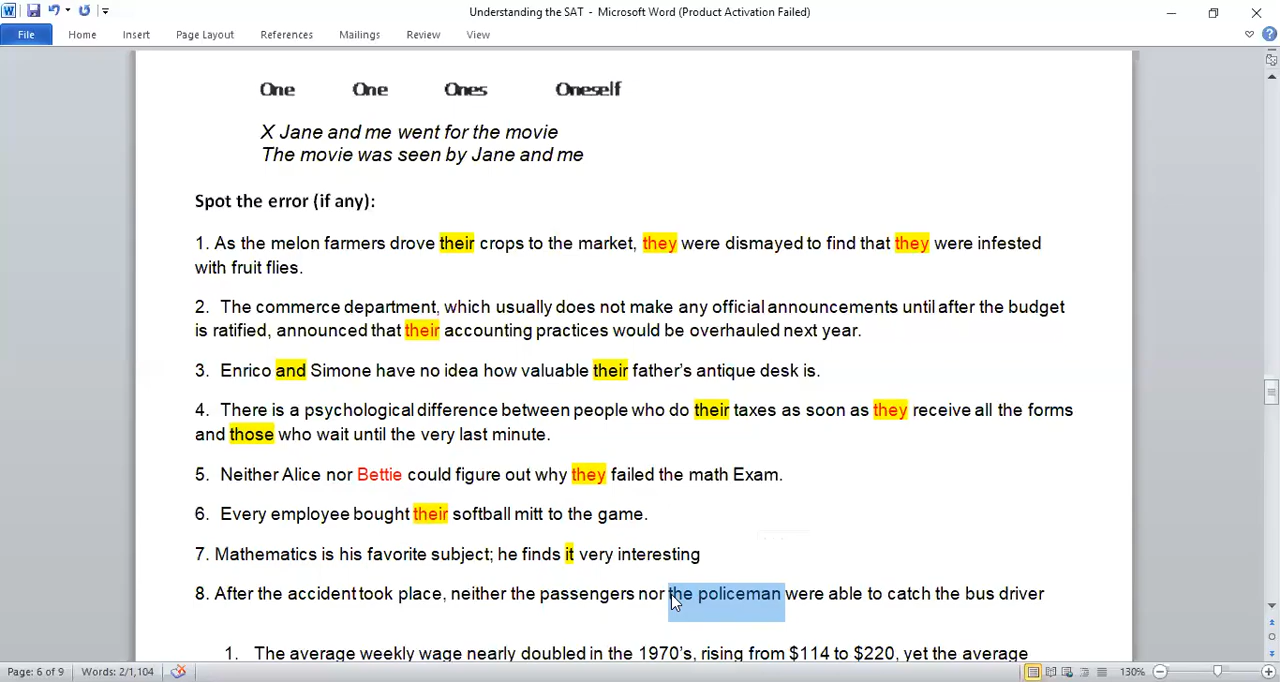 Understanding the SAT - Microsoft Word (Product Activation Failed)
File Home Insert Page Layout References Mailings Review View
One One Ones Oneself
X Jane and me went for the movie
The movie was seen by Jane and me
Spot the error (if any):
1. As the melon farmers drove their crops to the market, they were dismayed to find that they were infested
with fruit flies.
2. The commerce department, which usually does not make any official announcements until after the budget
is ratified, announced that their accounting practices would be overhauled next year.
3. Enrico and Simone have no idea how valuable their father's antique desk is.
4. There is a psychological difference between people who do their taxes as soon as they receive all the forms
and those who wait until the very last minute.
5. Neither Alice nor Bettie could figure out why they failed the math Exam.
6. Every employee bought their softball mitt to the game.
7. Mathematics is his favorite subject; he finds it very interesting
8. After the accident took place, neither the passengers nor the policeman were able to catch the bus driver
1. The average weekly wage nearly doubled in the 1970's, rising from $114 to $220, yet the average
Page: 6 of 9 Words: 2/1,104 130%